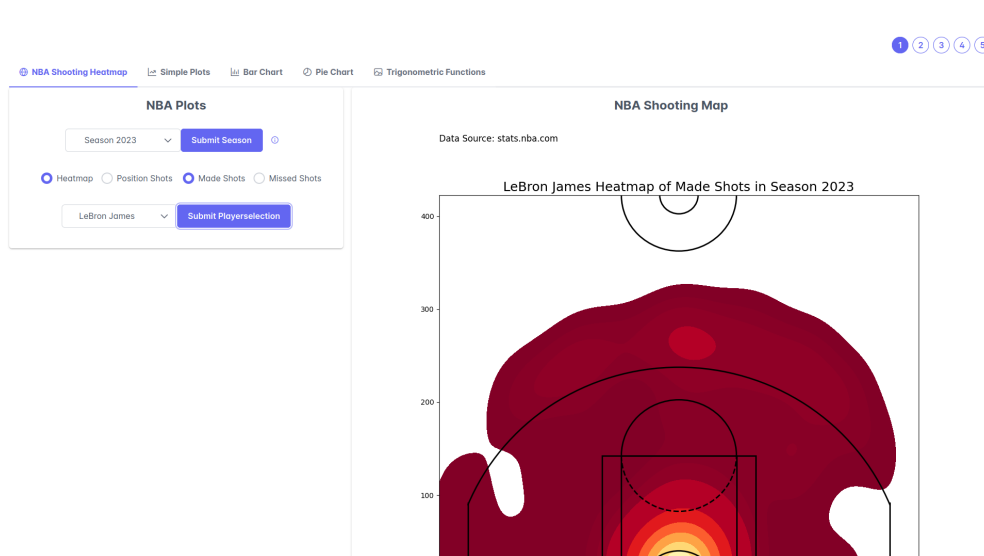 1 2 3 4 5
NBA Shooting Heatmap Simple Plots Bar Chart Pie Chart Trigonometric Functions
NBA Plots
Season 2023 Submit Season
Heatmap Position Shots Made Shots Missed Shots
LeBron James Submit Playerselection
NBA Shooting Map
Data Source: stats.nba.com
LeBron James Heatmap of Made Shots in Season 2023
400
300
200
100